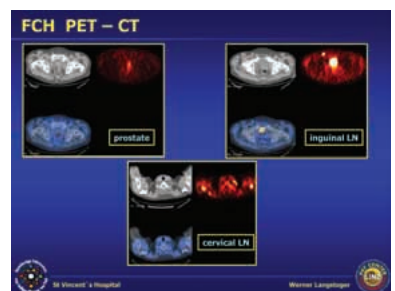 FCH PET – CT
prostate
inguinal LN
cervical LN
St Vincent's Hospital
Werner Langsteger